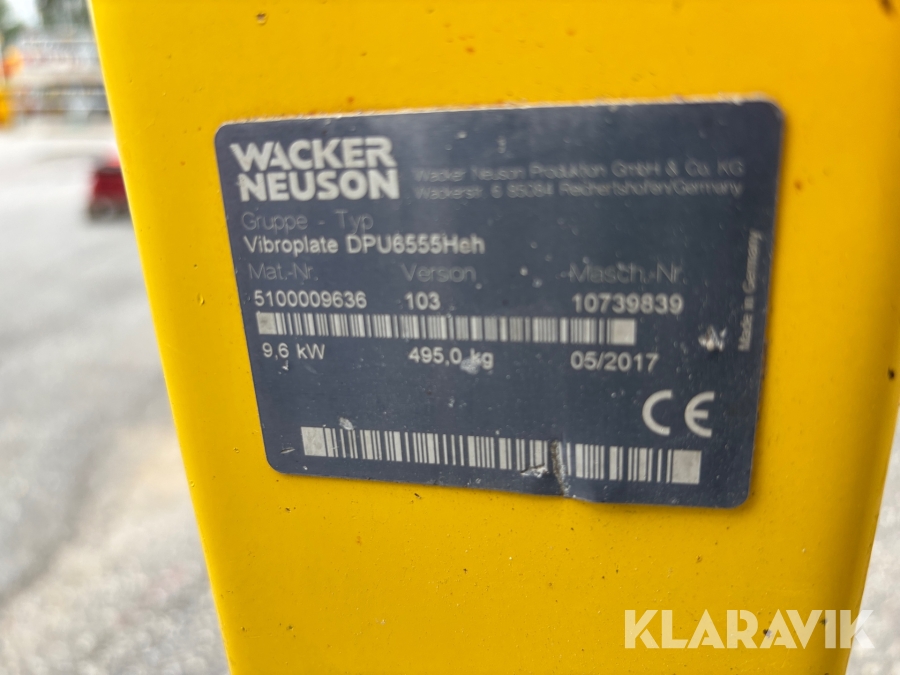 WACKER
NEUSON
Wacker Neuson Produktion GmbH & Co. KG
Wackerstr. 6 85084 Reichertshofen/Germany
Gruppe - Typ
Vibroplate DPU6555Heh
Mat.-Nr. Version Masch.-Nr.
5100009636 103 10739839
9,6 kW 495,0 kg 05/2017
Made in Germany
CE
KLARAVIK